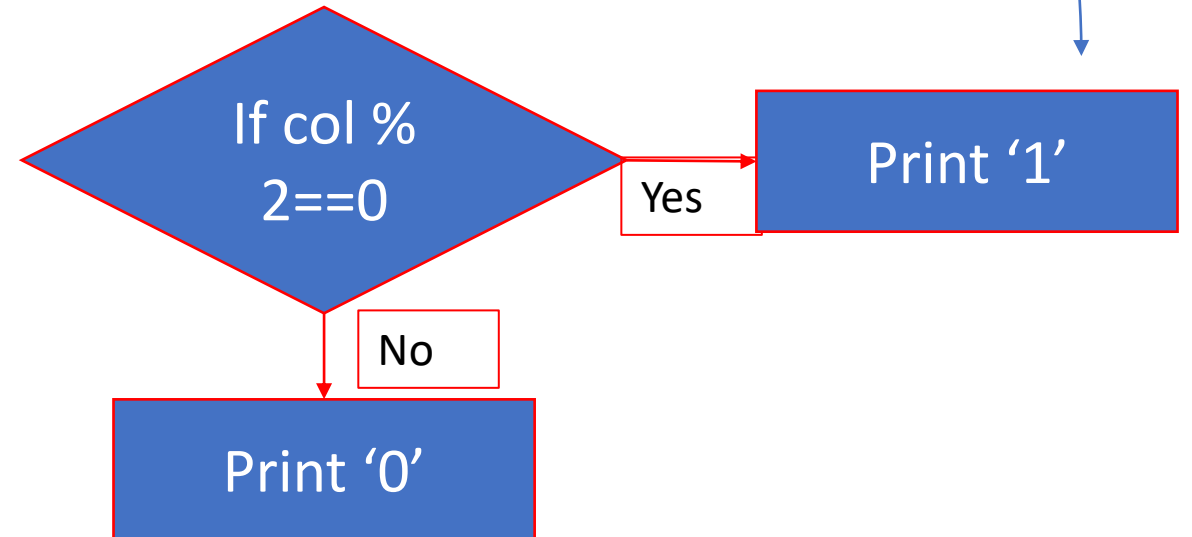 If col %
2==0
Yes
Print ‘1’
No
Print ‘0’